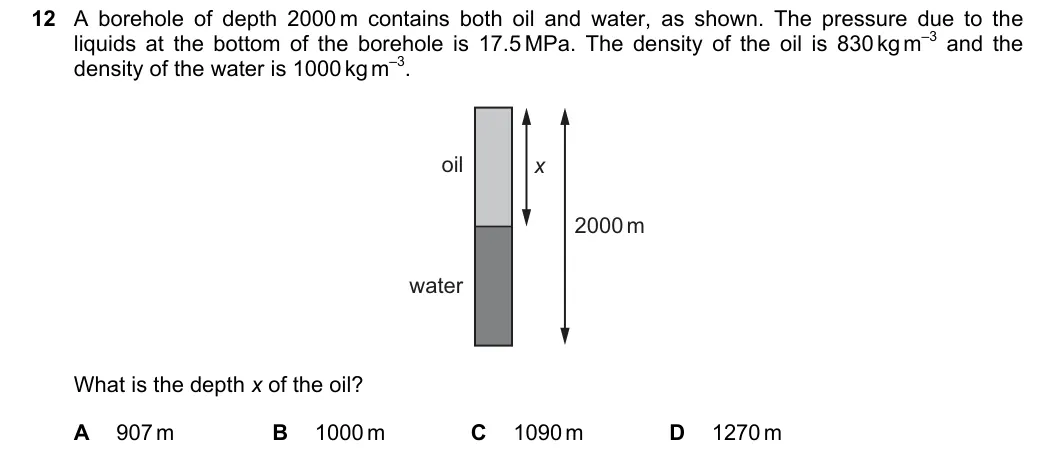 12 A borehole of depth 2000 m contains both oil and water, as shown. The pressure due to the
liquids at the bottom of the borehole is 17.5 MPa. The density of the oil is 830 kg m⁻³ and the
density of the water is 1000 kg m⁻³.
oil
x
2000 m
water
What is the depth x of the oil?
A 907 m B 1000 m C 1090 m D 1270 m